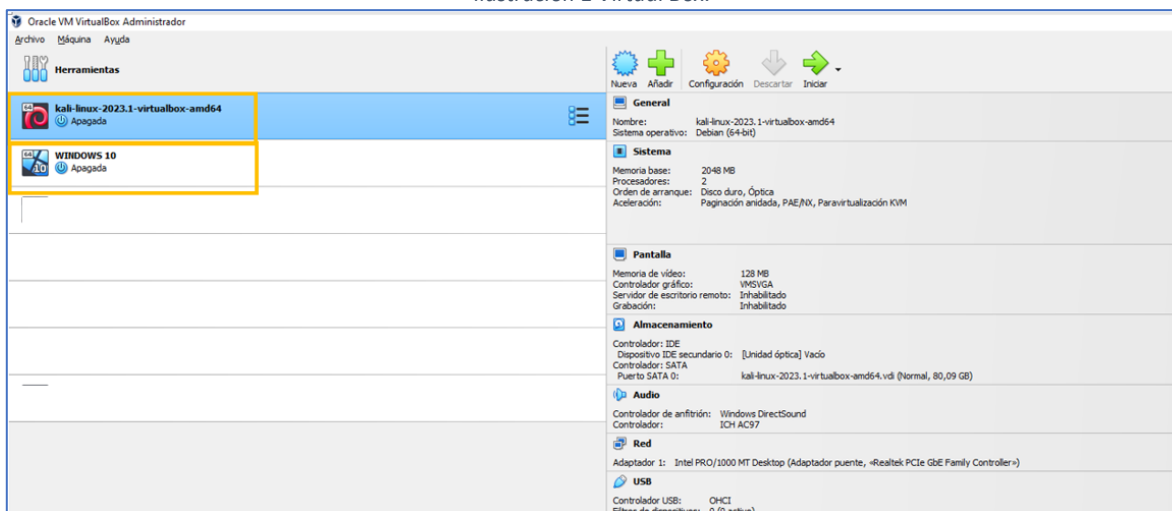 Oracle VM VirtualBox Administrador
Archivo Máquina Ayuda
Herramientas
Nueva Añadir Configuración Descartar Iniciar
64
kali-linux-2023.1-virtualbox-amd64
Apagada
64
10
WINDOWS 10
Apagada
General
Nombre: kali-linux-2023.1-virtualbox-amd64
Sistema operativo: Debian (64-bit)
Sistema
Memoria base: 2048 MB
Procesadores: 2
Orden de arranque: Disco duro, Óptica
Aceleración: Paginación anidada, PAE/NX, Paravirtualización KVM
Pantalla
Memoria de vídeo: 128 MB
Controlador gráfico: VMSVGA
Servidor de escritorio remoto: Inhabilitado
Grabación: Inhabilitado
Almacenamiento
Controlador: IDE
Dispositivo IDE secundario 0: [Unidad óptica] Vacío
Controlador: SATA
Puerto SATA 0: kali-linux-2023.1-virtualbox-amd64.vdi (Normal, 80,09 GB)
Audio
Controlador de anfitrión: Windows DirectSound
Controlador: ICH AC97
Red
Adaptador 1: Intel PRO/1000 MT Desktop (Adaptador puente, «Realtek PCIe GbE Family Controller»)
USB
Controlador USB: OHCI